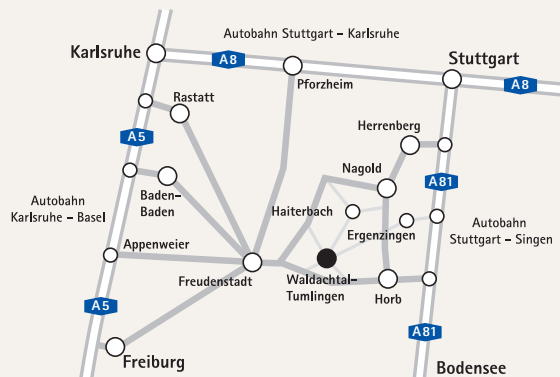 Autobahn Stuttgart – Karlsruhe
Karlsruhe
A8
Stuttgart
A8
Pforzheim
Rastatt
A5
Herrenberg
Nagold
A81
Baden-
Baden
Autobahn
Karlsruhe – Basel
Haiterbach
Ergenzingen
Autobahn
Stuttgart – Singen
Appenweier
Freudenstadt
Waldachtal-
Tumlingen
Horb
A5
A81
Freiburg
Bodensee